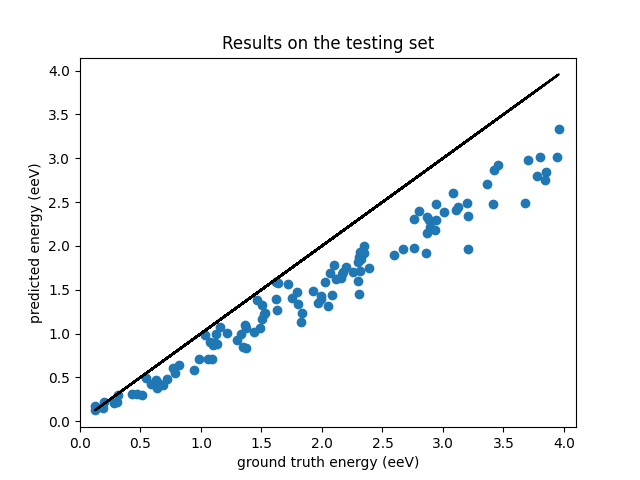 Results on the testing set
4.0
3.5
3.0
2.5
2.0
1.5
1.0
0.5
0.0
predicted energy (eeV)
0.0 0.5 1.0 1.5 2.0 2.5 3.0 3.5 4.0
ground truth energy (eeV)